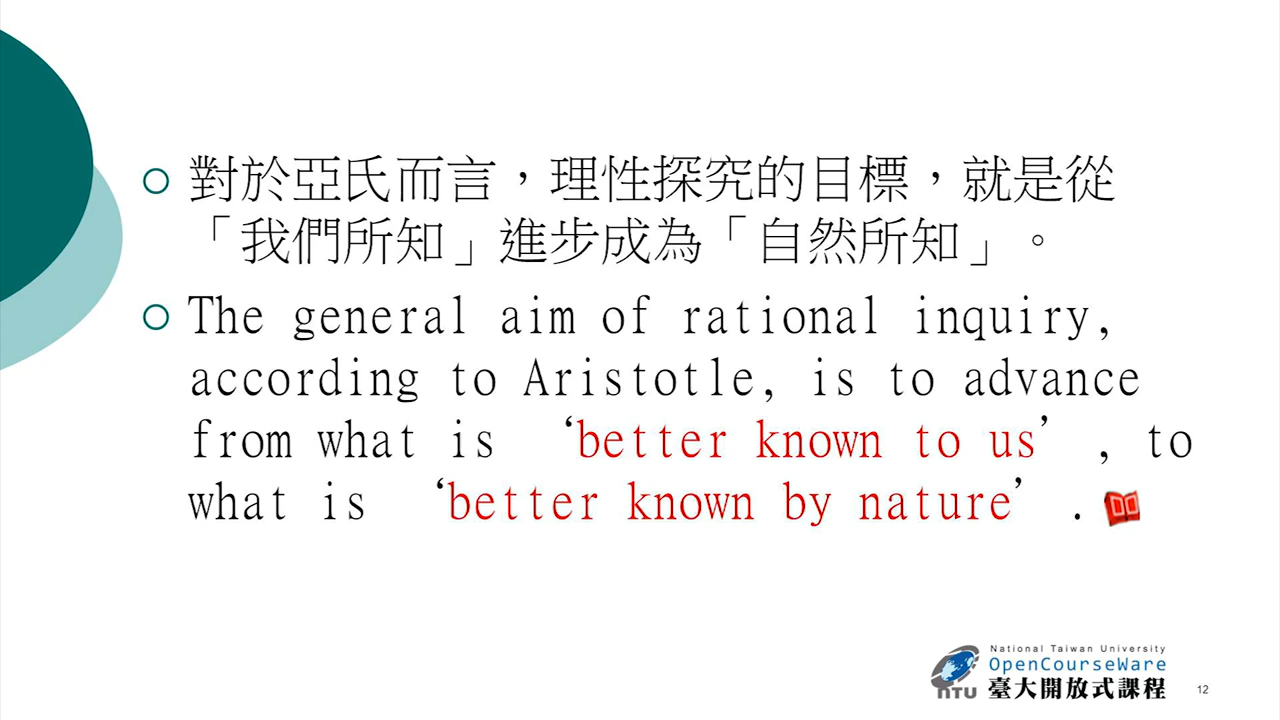 對於亞氏而言，理性探究的目標，就是從
「我們所知」進步成為「自然所知」。
The general aim of rational inquiry,
according to Aristotle, is to advance
from what is ‘better known to us’, to
what is ‘better known by nature’.
National Taiwan University
OpenCourseWare
NTU 臺大開放式課程
12